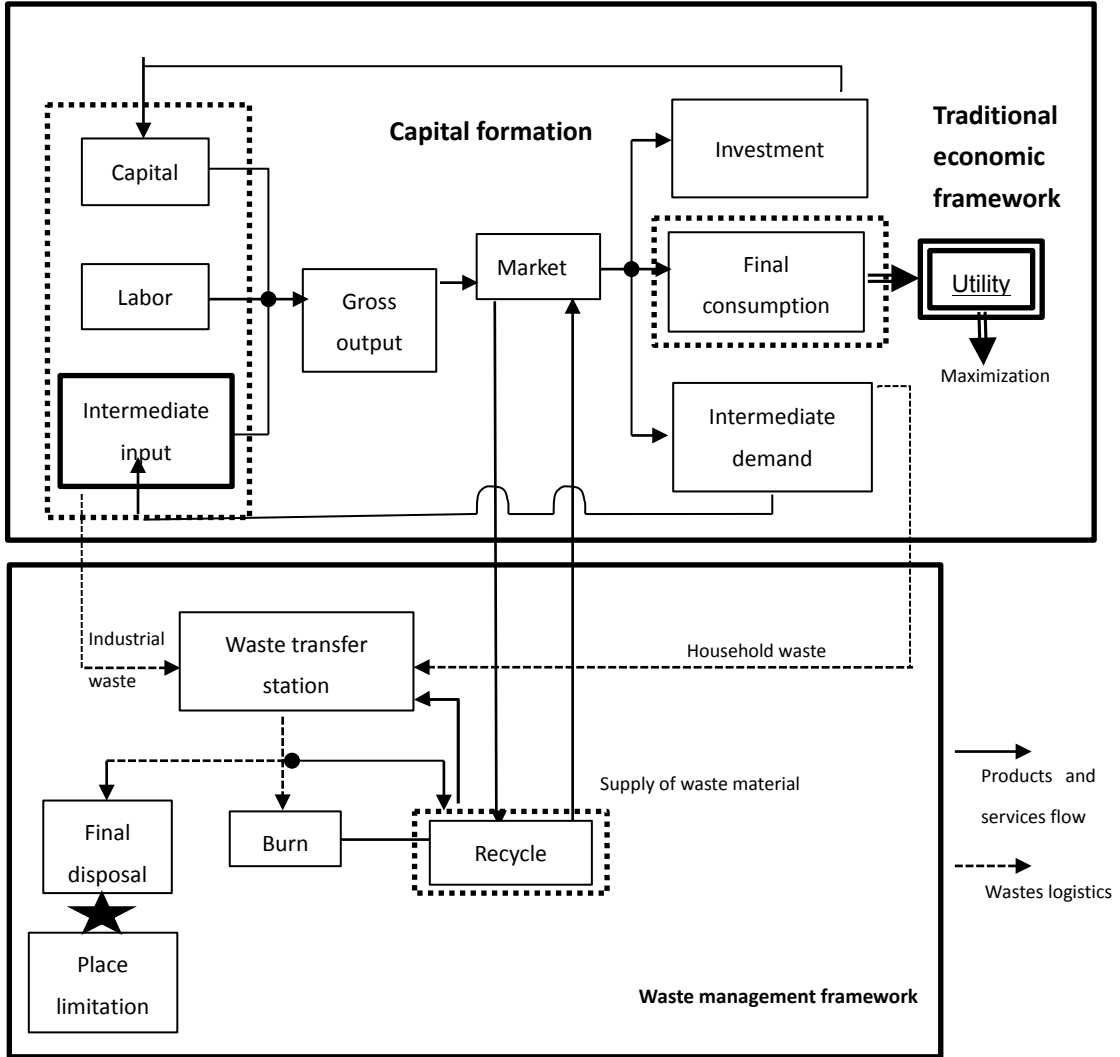 Capital formation
Traditional
economic
framework
Capital
Investment
Labor
Gross
output
Market
Final
consumption
Utility
Maximization
Intermediate
input
Intermediate
demand
Industrial
waste
Waste transfer
station
Household waste
Supply of waste material
Products and
services flow
Wastes logistics
Final
disposal
Burn
Recycle
Place
limitation
Waste management framework